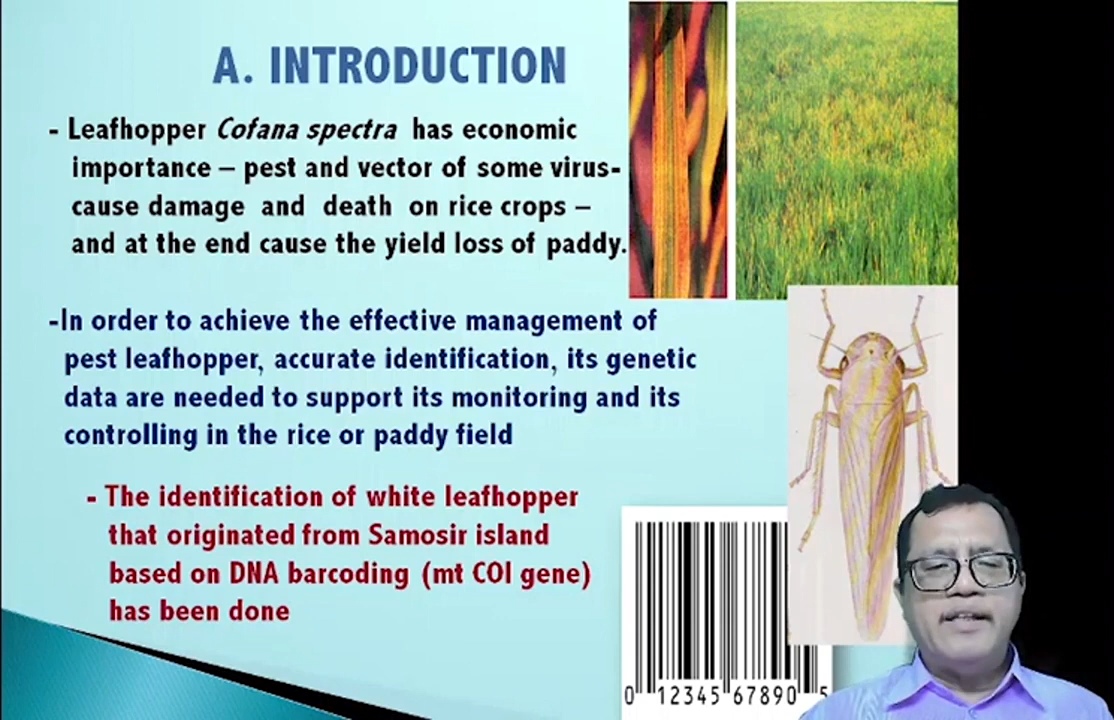 A. INTRODUCTION
- Leafhopper Cofana spectra has economic
importance – pest and vector of some virus-
cause damage and death on rice crops –
and at the end cause the yield loss of paddy.
-In order to achieve the effective management of
pest leafhopper, accurate identification, its genetic
data are needed to support its monitoring and its
controlling in the rice or paddy field
- The identification of white leafhopper
that originated from Samosir island
based on DNA barcoding (mt COI gene)
has been done
0 12345 67890 5